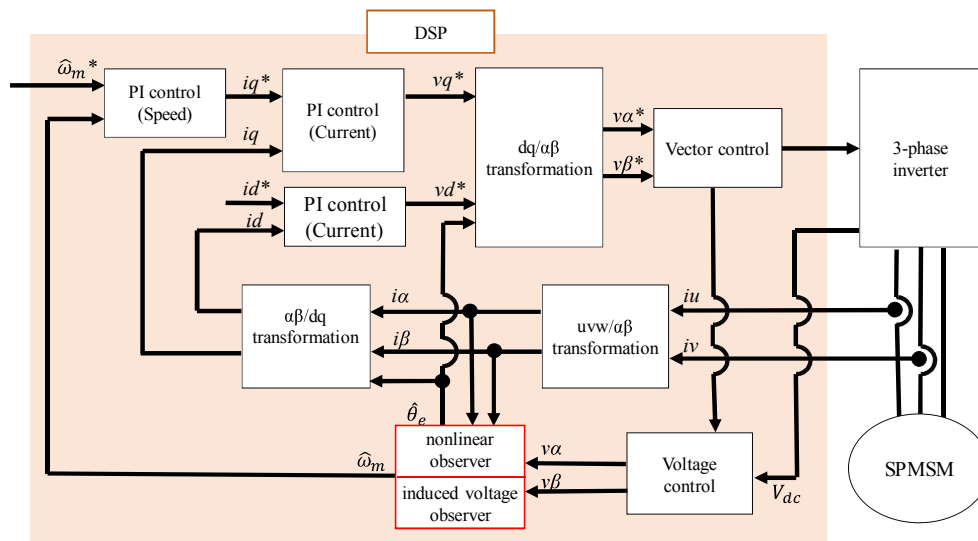 DSP
ω̂ₘ*
PI control
(Speed)
iq*
iq
PI control
(Current)
vq*
id*
id
PI control
(Current)
vd*
dq/αβ
transformation
vα*
vβ*
Vector control
3-phase
inverter
αβ/dq
transformation
iα
iβ
uvw/αβ
transformation
iu
iv
θ̂ₑ
ω̂ₘ
nonlinear
observer
induced voltage
observer
vα
vβ
Voltage
control
V_dc
SPMSM